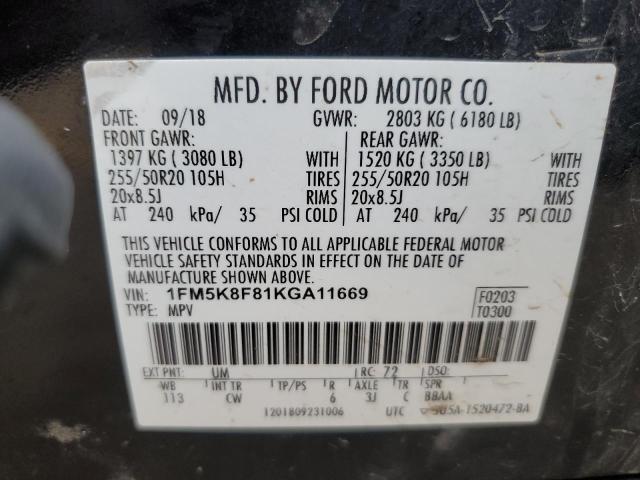 MFD. BY FORD MOTOR CO.
DATE: 09/18 GVWR: 2803 KG ( 6180 LB)
FRONT GAWR: REAR GAWR:
1397 KG ( 3080 LB) WITH 1520 KG ( 3350 LB) WITH
255/50R20 105H TIRES 255/50R20 105H TIRES
20x8.5J RIMS 20x8.5J RIMS
AT 240 kPa/ 35 PSI COLD AT 240 kPa/ 35 PSI COLD
THIS VEHICLE CONFORMS TO ALL APPLICABLE FEDERAL MOTOR
VEHICLE SAFETY STANDARDS IN EFFECT ON THE DATE OF
MANUFACTURE SHOWN ABOVE.
VIN: 1FM5K8F81KGA11669 F0203
TYPE: MPV T0300
EXT PNT: UM RC: 72 DSO:
WB INT TR TP/PS R AXLE TR SPR
113 CW 6 3J C BBAA
1201809231006 UTC 5U5A-1520472-BA